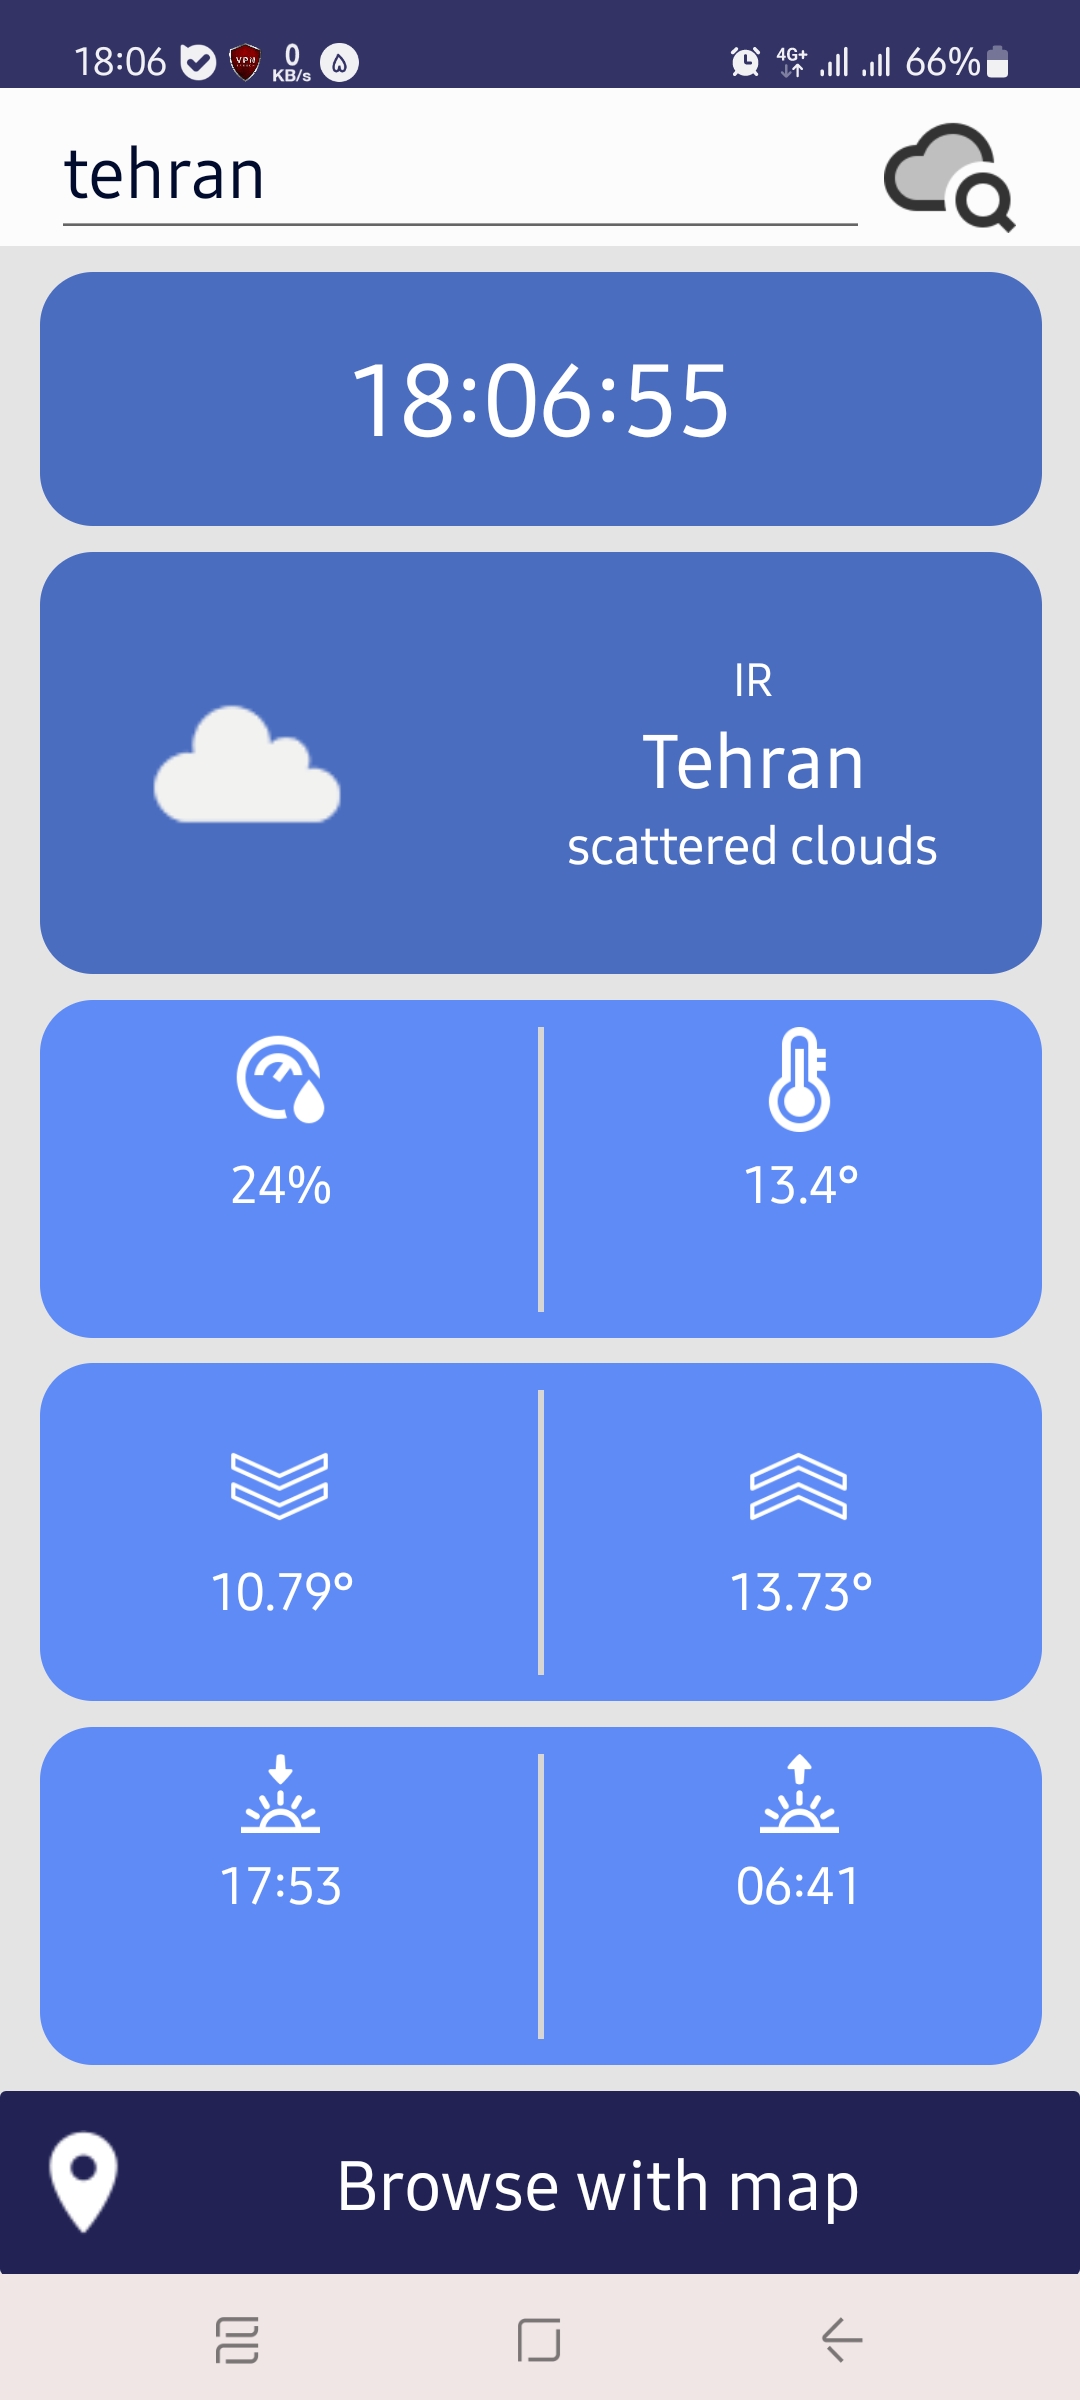 18:06 VPN 0 KB/s 4G+ 66%
tehran
18:06:55
IR
Tehran
scattered clouds
24% 13.4°
10.79° 13.73°
17:53 06:41
Browse with map